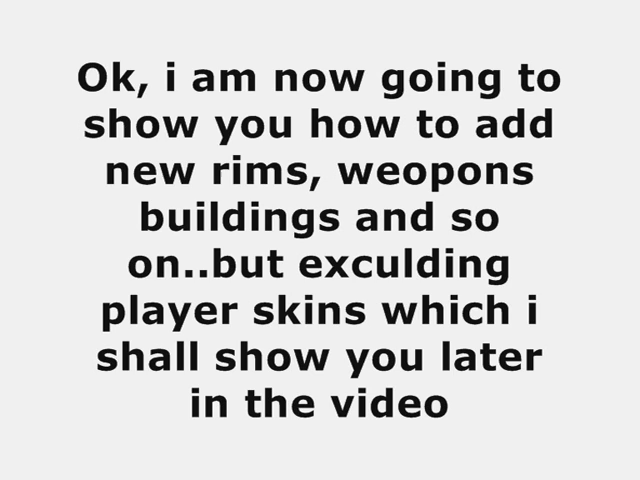 Ok, i am now going to
show you how to add
new rims, weopons
buildings and so
on..but exculding
player skins which i
shall show you later
in the video